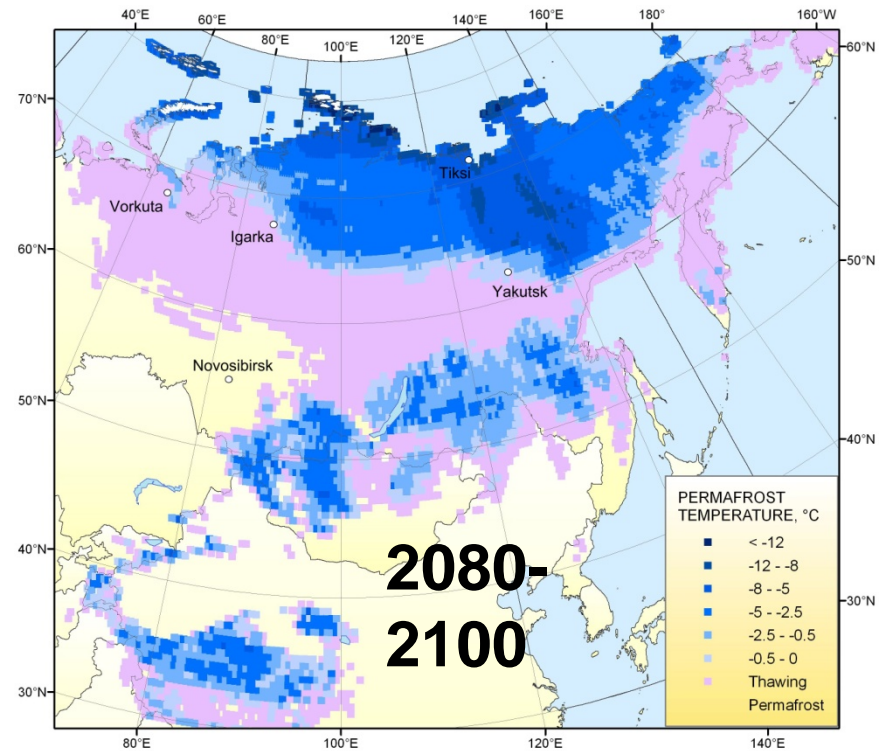 40°E 60°E 80°E 100°E 120°E 140°E 160°E 180° 160°W
60°N
70°N
Tiksi
Vorkuta
Igarka
60°N
50°N
Yakutsk
Novosibirsk
50°N
40°N
PERMAFROST
TEMPERATURE, °C
< -12
-12 - -8
-8 - -5
-5 - -2.5
-2.5 - -0.5
-0.5 - 0
Thawing
Permafrost
40°N
2080-
2100
30°N
30°N
80°E 100°E 120°E 140°E